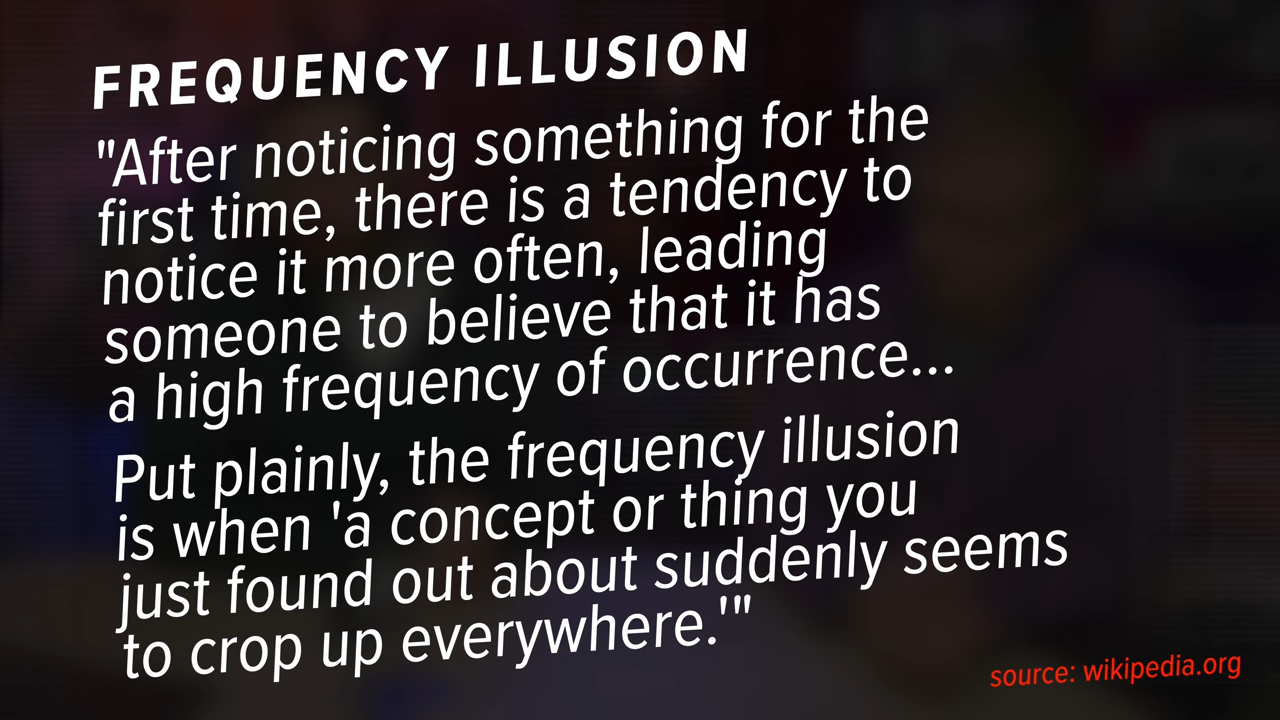 FREQUENCY ILLUSION
"After noticing something for the
first time, there is a tendency to
notice it more often, leading
someone to believe that it has
a high frequency of occurrence...
Put plainly, the frequency illusion
is when 'a concept or thing you
just found out about suddenly seems
to crop up everywhere.'"
source: wikipedia.org